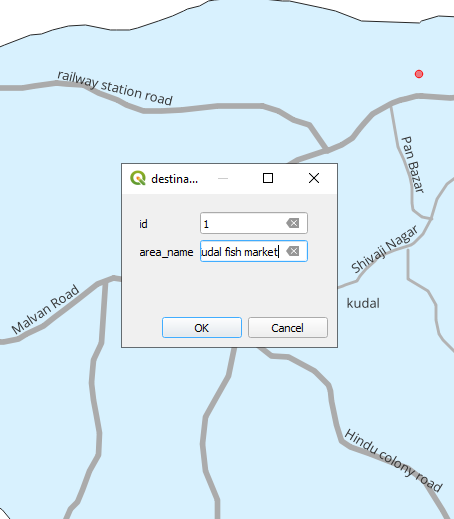 railway station road
Pan Bazar
destina...
id
1
area_name
udal fish market
Shivaji Nagar
kudal
Malvan Road
OK
Cancel
Hindu colony road